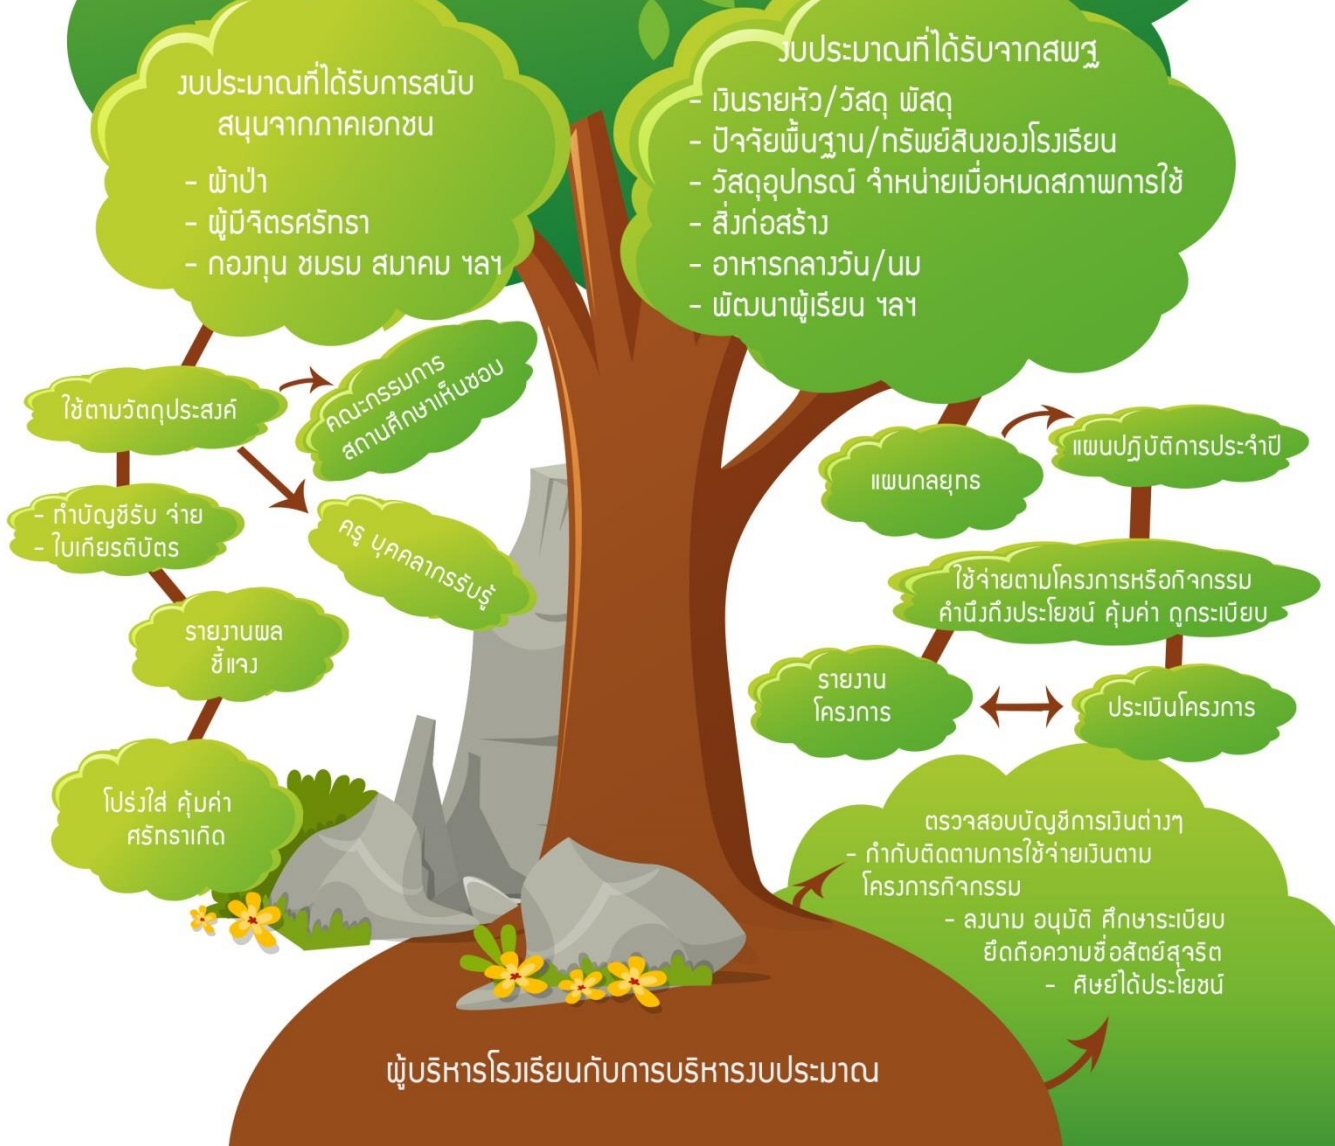 งบประมาณที่ได้รับการสนับ
สนุนจากภาคเอกชน
- ผ้าป่า
- ผู้มีจิตรศรัทรา
- กองทุน ชมรม สมาคม ฯลฯ
งบประมาณที่ได้รับจากสพฐ
- เงินรายหัว/วัสดุ พัสดุ
- ปัจจัยพื้นฐาน/ทรัพย์สินของโรงเรียน
- วัสดุอุปกรณ์ จำหน่ายเมื่อหมดสภาพการใช้
- สิ่งก่อสร้าง
- อาหารกลางวัน/นม
- พัฒนาผู้เรียน ฯลฯ
ใช้ตามวัตถุประสงค์
คณะกรรมการ
สถานศึกษาเห็นชอบ
- ทำบัญชีรับ จ่าย
- ใบเกียรติบัตร
ครู บุคคลากรรับรู้
รายงานผล
ชี้แจง
โปร่งใส่ คุ้มค่า
ศรัทราเกิด
แผนกลยุทธ
แผนปฏิบัติการประจำปี
ใช้จ่ายตามโครงการหรือกิจกรรม
คำนึงถึงประโยชน์ คุ้มค่า ถูกระเบียบ
รายงาน
โครงการ
ประเมินโครงการ
ตรวจสอบบัญชีการเงินต่างๆ
- กำกับติดตามการใช้จ่ายเงินตาม
โครงการกิจกรรม
- ลงนาม อนุมัติ ศึกษาระเบียบ
ยึดถือความซื่อสัตย์สุจริต
- ศิษย์ได้ประโยชน์
ผู้บริหารโรงเรียนกับการบริหารงบประมาณ